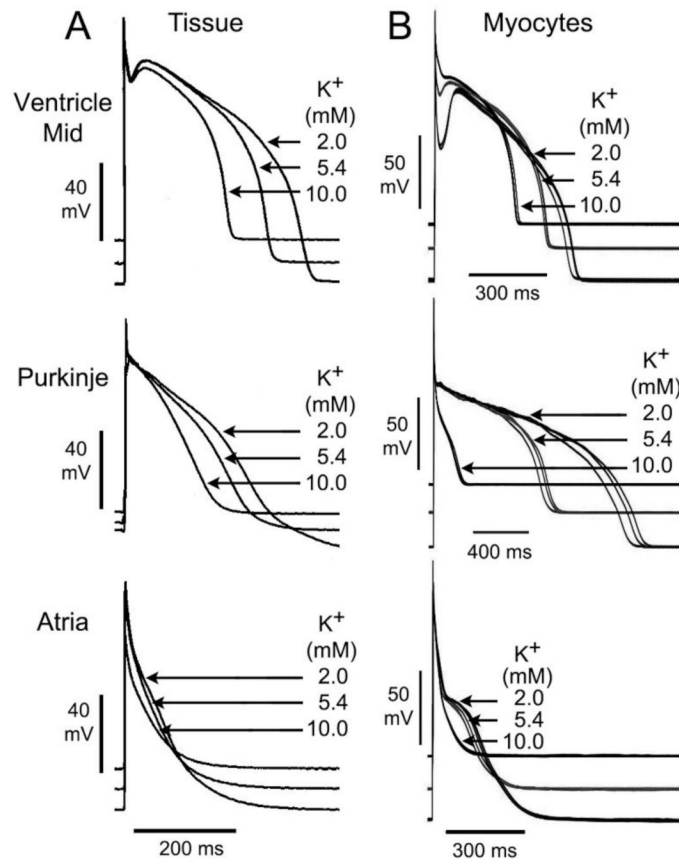 A Tissue
B Myocytes
Ventricle
Mid
K+
(mM)
2.0
5.4
10.0
40
mV
K+
(mM)
2.0
5.4
10.0
50
mV
300 ms
Purkinje
K+
(mM)
2.0
5.4
10.0
40
mV
K+
(mM)
2.0
5.4
10.0
50
mV
400 ms
Atria
K+
(mM)
2.0
5.4
10.0
40
mV
200 ms
K+
(mM)
2.0
5.4
10.0
50
mV
300 ms